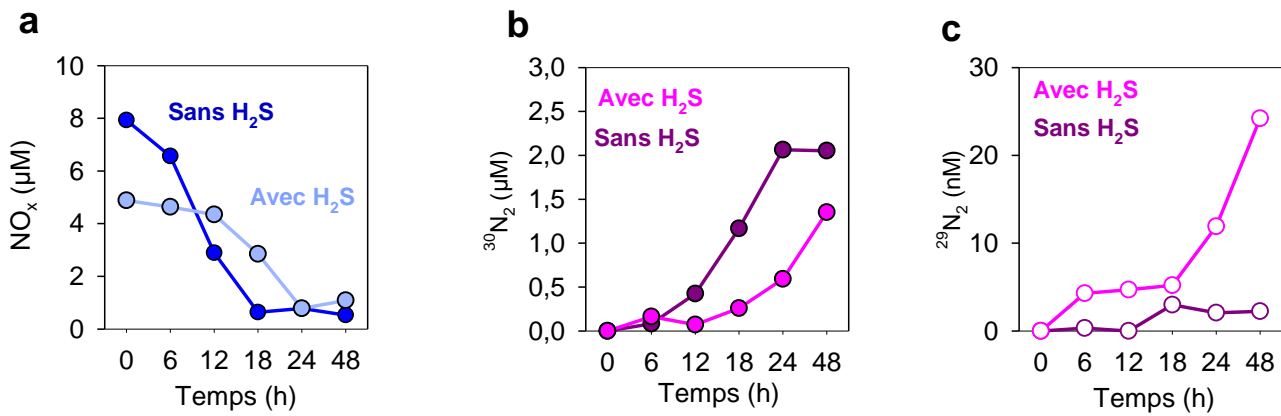 a
10
8
6
4
2
0
NOₓ (µM)
Sans H₂S
Avec H₂S
0 6 12 18 24 48
Temps (h)
b
3,0
2,5
2,0
1,5
1,0
0,5
0,0
³⁰N₂ (µM)
Avec H₂S
Sans H₂S
0 6 12 18 24 48
Temps (h)
c
30
20
10
0
²⁹N₂ (nM)
Avec H₂S
Sans H₂S
0 6 12 18 24 48
Temps (h)